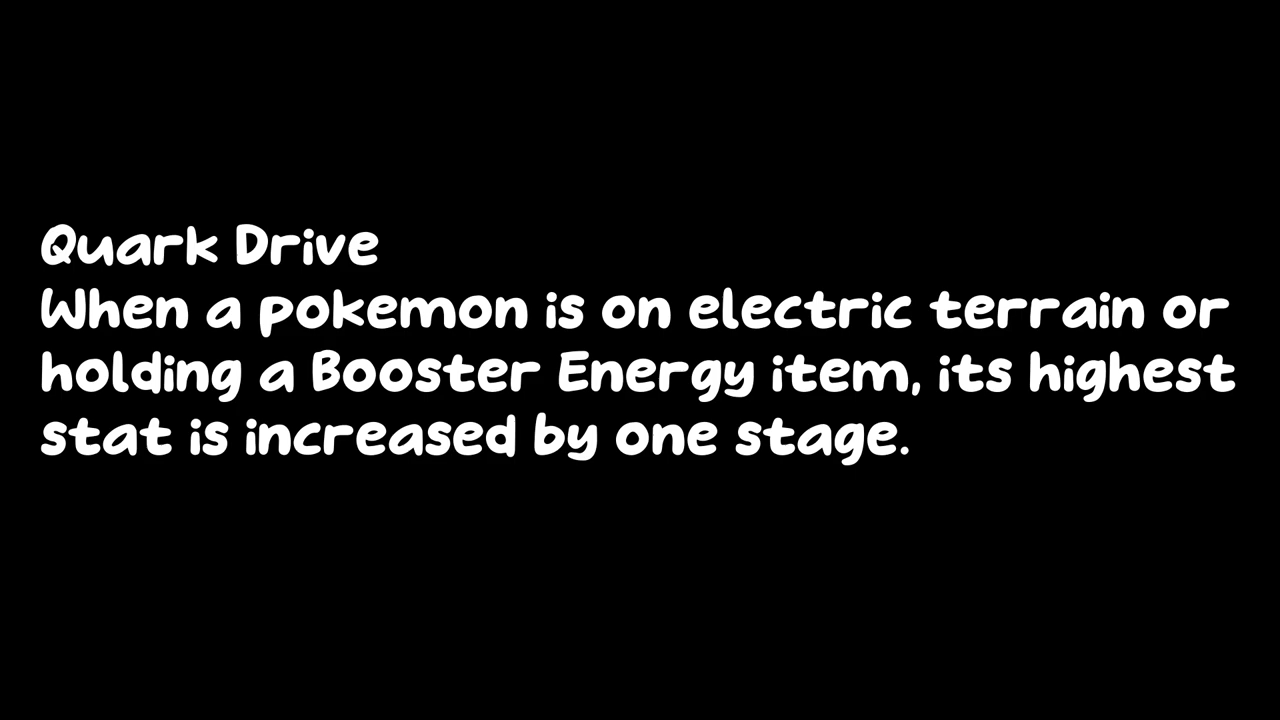 Quark Drive
When a pokemon is on electric terrain or
holding a Booster Energy item, its highest
stat is increased by one stage.